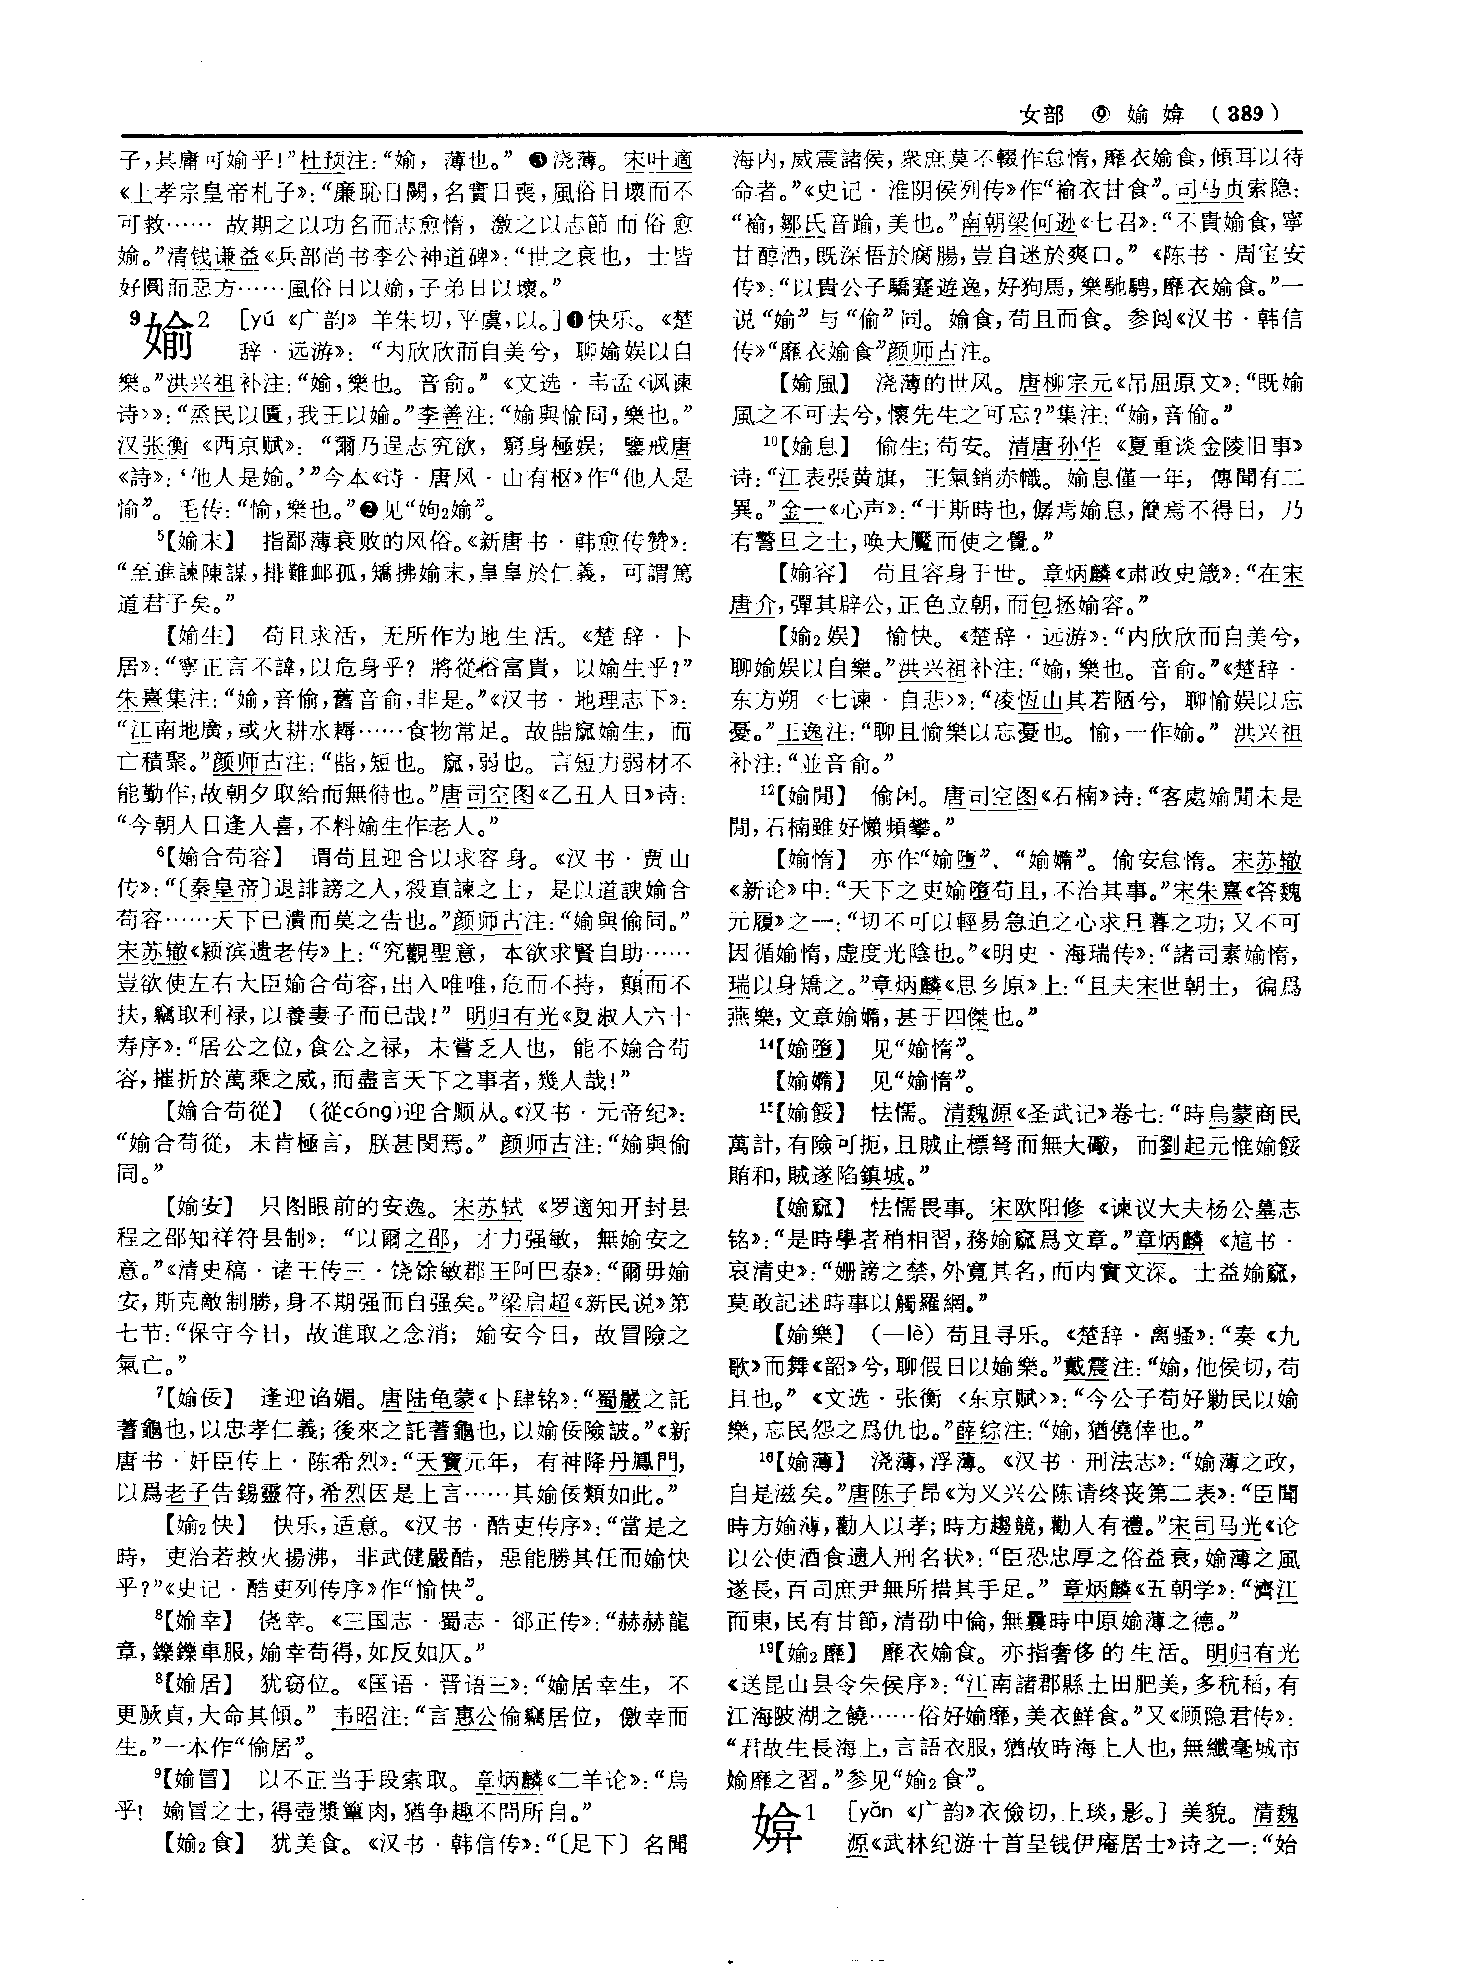 女部 ⑨ 媮 媕 （389）
子，其庸可媮乎！”杜预注：“媮，薄也。” ❸浇薄。宋叶適
《上孝宗皇帝札子》：“廉恥日闕，名實日喪，風俗日壞而不
可救…… 故期之以功名而志愈惰，激之以志節而俗愈
媮。”清钱谦益《兵部尚书李公神道碑》：“世之衰也，士皆
好圓而惡方……風俗日以媮，子弟日以壞。”
9媮2 ［yú 《广韵》 羊朱切，平虞，以。］❶快乐。《楚
辞·远游》：“内欣欣而自美兮，聊媮娱以自
樂。”洪兴祖补注：“媮，樂也。音俞。”《文选·韦孟〈讽谏
诗〉》：“烝民以匱，我王以媮。”李善注：“媮與愉同，樂也。”
汉张衡《西京赋》：“爾乃逞志究欲，窮身極娱；鑒戒唐
《詩》：‘他人是媮。’”今本《诗·唐风·山有枢》作“他人是
愉”。毛传：“愉，樂也。”❷见“姁2媮”。
5【媮末】 指鄙薄衰败的风俗。《新唐书·韩愈传赞》：
“至進諫陳謀，排難卹孤，矯拂媮末，皇皇於仁義，可謂篤
道君子矣。”
【媮生】 苟且求活，无所作为地生活。《楚辞·卜
居》：“寧正言不諱，以危身乎？將從俗富貴，以媮生乎？”
朱熹集注：“媮，音偷，舊音俞，非是。”《汉书·地理志下》：
“江南地廣，或火耕水耨……食物常足。故啙窳媮生，而
亡積聚。”颜师古注：“啙，短也。窳，弱也。言短力弱材不
能勤作，故朝夕取給而無偫也。”唐司空图《乙丑人日》诗：
“今朝人日逢人喜，不料媮生作老人。”
6【媮合苟容】 谓苟且迎合以求容身。《汉书·贾山
传》：“〔秦皇帝〕退誹謗之人，殺直諫之士，是以道諛媮合
苟容……天下已潰而莫之告也。”颜师古注：“媮與偷同。”
宋苏辙《颍滨遗老传》上：“究觀聖意，本欲求賢自助……
豈欲使左右大臣媮合苟容，出入唯唯，危而不持，顛而不
扶，竊取利禄，以養妻子而已哉！” 明归有光《夏淑人六十
寿序》：“居公之位，食公之禄，未嘗乏人也，能不媮合苟
容，摧折於萬乘之威，而盡言天下之事者，幾人哉！”
【媮合苟從】 （從cóng）迎合顺从。《汉书·元帝纪》：
“媮合苟從，未肯極言，朕甚閔焉。” 颜师古注：“媮與偷
同。”
【媮安】 只图眼前的安逸。宋苏轼《罗適知开封县
程之邵知祥符县制》：“以爾之邵，才力强敏，無媮安之
意。”《清史稿·诸王传三·饶馀敏郡王阿巴泰》：“爾毋媮
安，斯克敵制勝，身不期强而自强矣。”梁启超《新民说》第
七节：“保守今日，故進取之念消；媮安今日，故冒險之
氣亡。”
7【媮佞】 逢迎谄媚。唐陆龟蒙《卜肆铭》：“蜀嚴之託
蓍龜也，以忠孝仁義；後來之託蓍龜也，以媮佞險詖。”《新
唐书·奸臣传上·陈希烈》：“天寶元年，有神降丹鳳門，
以爲老子告錫靈符，希烈因是上言……其媮佞類如此。”
【媮2快】 快乐，适意。《汉书·酷吏传序》：“當是之
時，吏治若救火揚沸，非武健嚴酷，惡能勝其任而媮快
乎？”《史记·酷吏列传序》作“愉快”。
8【媮幸】 侥幸。《三国志·蜀志·郤正传》：“赫赫龍
章，鑠鑠車服，媮幸苟得，如反如仄。”
8【媮居】 犹窃位。《国语·晋语三》：“媮居幸生，不
更厥貞，大命其傾。” 韦昭注：“言惠公偷竊居位，儌幸而
生。”一本作“偷居”。
9【媮冒】 以不正当手段索取。章炳麟《二羊论》：“烏
乎！媮冒之士，得壺漿簞肉，猶争趣不問所自。”
【媮2食】 犹美食。《汉书·韩信传》：“〔足下〕名聞
海内，威震諸侯，衆庶莫不輟作怠惰，靡衣媮食，傾耳以待
命者。”《史记·淮阴侯列传》作“褕衣甘食”。司马贞索隐：
“褕，鄒氏音踰，美也。”南朝梁何逊《七召》：“不貴媮食，寧
甘醇酒，既深悟於腐腸，豈自迷於爽口。” 《陈书·周宝安
传》：“以貴公子驕蹇遊逸，好狗馬，樂馳騁，靡衣媮食。”一
说“媮”与“偷”同。媮食，苟且而食。参阅《汉书·韩信
传》“靡衣媮食”颜师古注。
【媮風】 浇薄的世风。唐柳宗元《吊屈原文》：“既媮
風之不可去兮，懷先生之可忘？”集注：“媮，音偷。”
10【媮息】 偷生；苟安。清唐孙华《夏重谈金陵旧事》
诗：“江表張黄旗，王氣銷赤幟。媮息僅一年，傳聞有二
異。”金一《心声》：“于斯時也，僝焉媮息，簡焉不得日，乃
有警旦之士，唤大魘而使之覺。”
【媮容】 苟且容身于世。章炳麟《肃政史箴》：“在宋
唐介，彈其辟公，正色立朝，而包拯媮容。”
【媮2娱】 愉快。《楚辞·远游》：“内欣欣而自美兮，
聊媮娱以自樂。”洪兴祖补注：“媮，樂也。音俞。”《楚辞·
东方朔〈七谏·自悲〉》：“凌恆山其若陋兮，聊愉娱以忘
憂。”王逸注：“聊且愉樂以忘憂也。愉，一作媮。” 洪兴祖
补注：“並音俞。”
12【媮閒】 偷闲。唐司空图《石楠》诗：“客處媮閒未是
閒，石楠雖好懶頻攀。”
【媮惰】 亦作“媮墮”、“媮嫷”。偷安怠惰。宋苏辙
《新论》中：“天下之吏媮墮苟且，不治其事。”宋朱熹《答魏
元履》之一：“切不可以輕易急迫之心求旦暮之功；又不可
因循媮惰，虚度光陰也。”《明史·海瑞传》：“諸司素媮惰，
瑞以身矯之。”章炳麟《思乡原》上：“且夫宋世朝士，徧爲
燕樂，文章媮嫷，甚于四傑也。”
14【媮墮】 见“媮惰”。
【媮嫷】 见“媮惰”。
15【媮餒】 怯懦。清魏源《圣武记》卷七：“時烏蒙商民
萬計，有險可扼，且賊止標弩而無大礮，而劉起元惟媮餒
賄和，賊遂陷鎮城。”
【媮窳】 怯懦畏事。宋欧阳修《谏议大夫杨公墓志
铭》：“是時學者稍相習，務媮窳爲文章。”章炳麟《訄书·
哀清史》：“姍謗之禁，外寬其名，而内實文深。士益媮窳，
莫敢記述時事以觸羅網。”
【媮樂】 （—lè）苟且寻乐。《楚辞·离骚》：“奏《九
歌》而舞《韶》兮，聊假日以媮樂。”戴震注：“媮，他侯切，苟
且也。” 《文选·张衡〈东京赋〉》：“今公子苟好勦民以媮
樂，忘民怨之爲仇也。”薛综注：“媮，猶僥倖也。”
16【媮薄】 浇薄，浮薄。《汉书·刑法志》：“媮薄之政，
自是滋矣。”唐陈子昂《为义兴公陈请终丧第二表》：“臣聞
時方媮薄，勸人以孝；時方趨競，勸人有禮。”宋司马光《论
以公使酒食遗人刑名状》：“臣恐忠厚之俗益衰，媮薄之風
遂長，百司庶尹無所措其手足。” 章炳麟《五朝学》：“濟江
而東，民有甘節，清劭中倫，無曩時中原媮薄之德。”
19【媮2靡】 靡衣媮食。亦指奢侈的生活。明归有光
《送昆山县令朱侯序》：“江南諸郡縣土田肥美，多秔稻，有
江海陂湖之饒……俗好媮靡，美衣鮮食。”又《顾隐君传》：
“君故生長海上，言語衣服，猶故時海上人也，無纖毫城市
媮靡之習。”参见“媮2食”。
媕1 ［yǎn 《广韵》衣儉切，上琰，影。］美貌。清魏
源《武林纪游十首呈钱伊庵居士》诗之一：“始